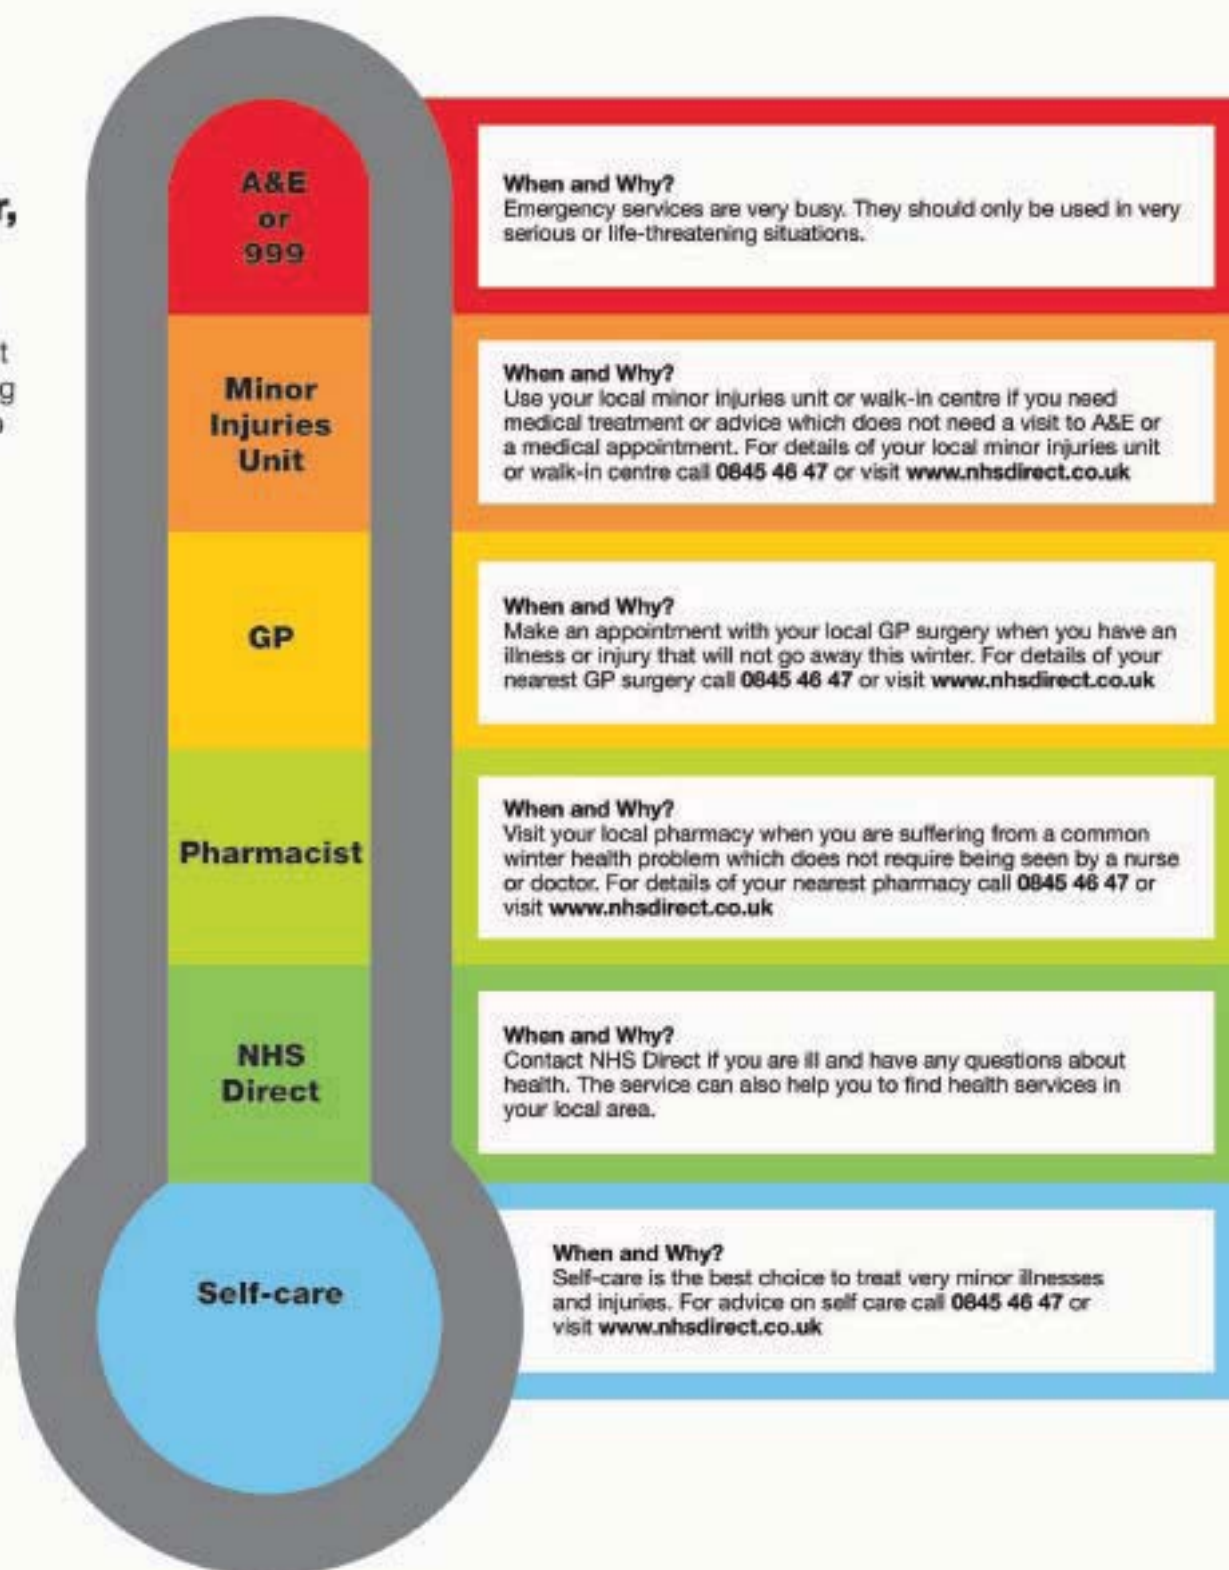 r,
t
g
A&E
or
999
When and Why?
Emergency services are very busy. They should only be used in very
serious or life-threatening situations.
Minor
Injuries
Unit
When and Why?
Use your local minor injuries unit or walk-in centre if you need
medical treatment or advice which does not need a visit to A&E or
a medical appointment. For details of your local minor injuries unit
or walk-in centre call 0845 46 47 or visit www.nhsdirect.co.uk
GP
When and Why?
Make an appointment with your local GP surgery when you have an
illness or injury that will not go away this winter. For details of your
nearest GP surgery call 0845 46 47 or visit www.nhsdirect.co.uk
Pharmacist
When and Why?
Visit your local pharmacy when you are suffering from a common
winter health problem which does not require being seen by a nurse
or doctor. For details of your nearest pharmacy call 0845 46 47 or
visit www.nhsdirect.co.uk
NHS
Direct
When and Why?
Contact NHS Direct if you are ill and have any questions about
health. The service can also help you to find health services in
your local area.
Self-care
When and Why?
Self-care is the best choice to treat very minor illnesses
and injuries. For advice on self care call 0845 46 47 or
visit www.nhsdirect.co.uk